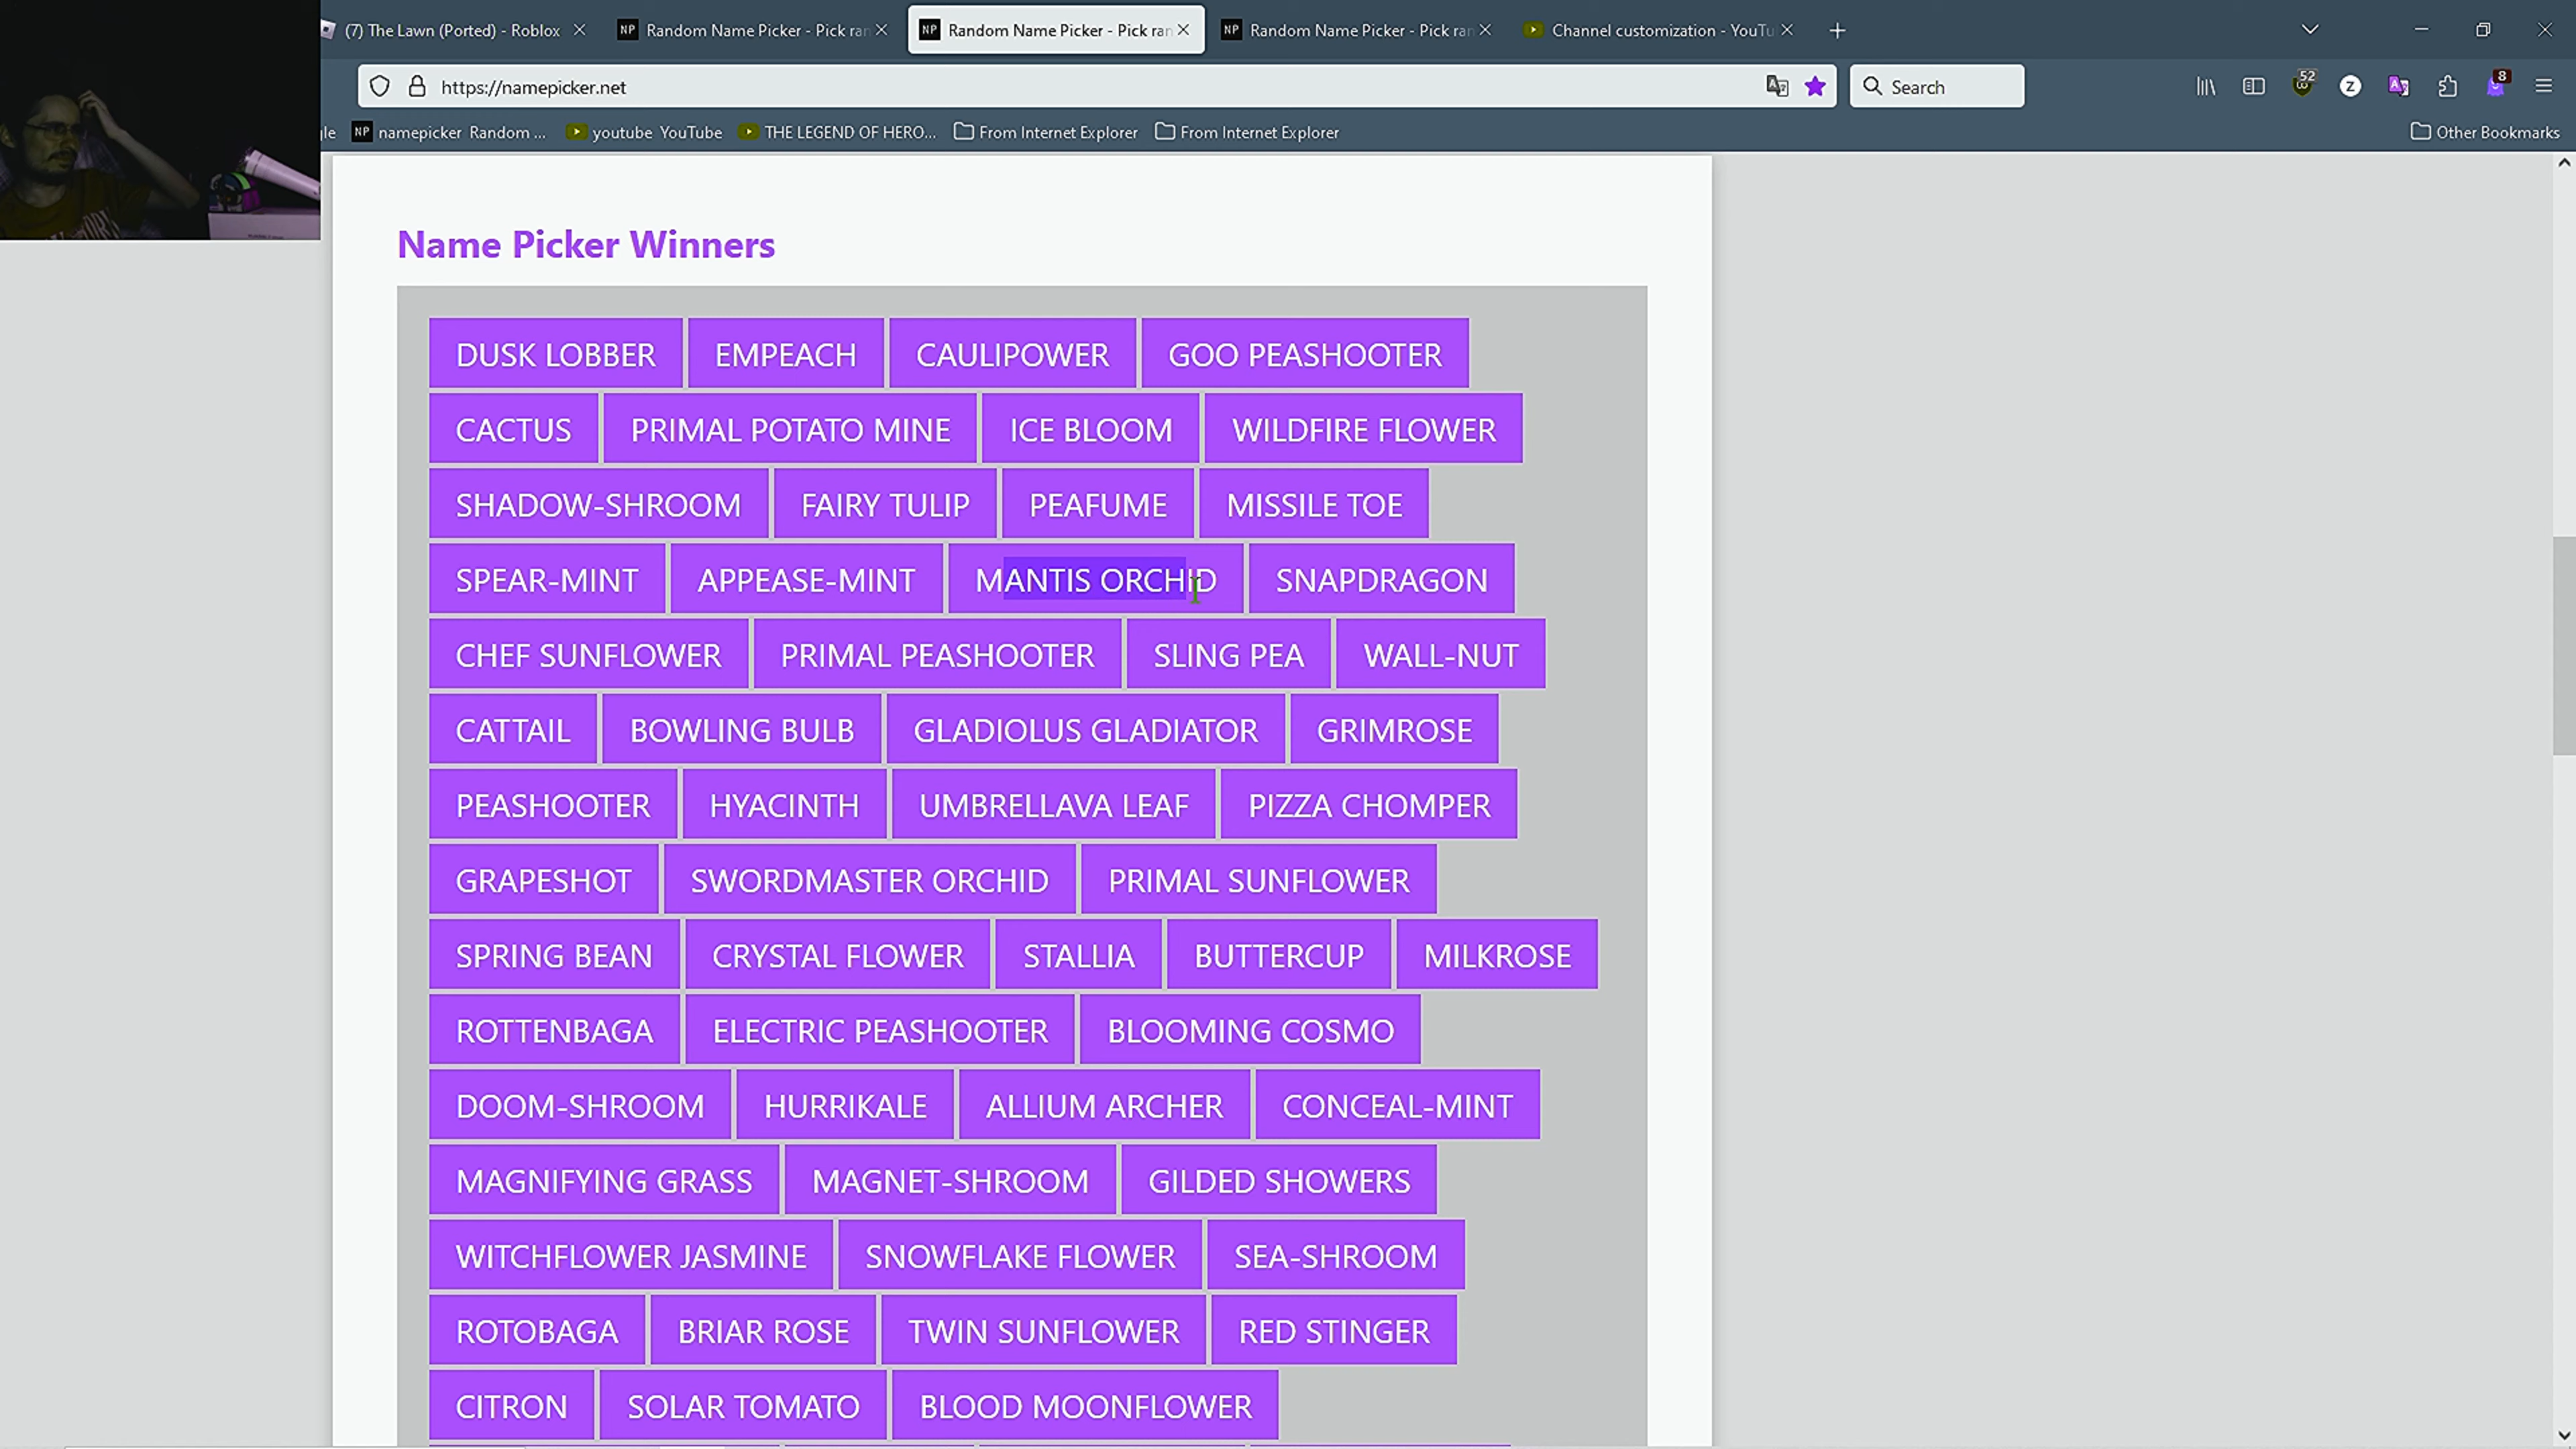 (7) The Lawn (Ported) - Roblox NP Random Name Picker - Pick ran NP Random Name Picker - Pick ran NP Random Name Picker - Pick ran Channel customization - YouTu
https://namepicker.net Search 52 Z 8
gle NP namepicker Random ... youtube YouTube THE LEGEND OF HERO... From Internet Explorer From Internet Explorer Other Bookmarks
Name Picker Winners
DUSK LOBBER EMPEACH CAULIPOWER GOO PEASHOOTER
CACTUS PRIMAL POTATO MINE ICE BLOOM WILDFIRE FLOWER
SHADOW-SHROOM FAIRY TULIP PEAFUME MISSILE TOE
SPEAR-MINT APPEASE-MINT MANTIS ORCHID SNAPDRAGON
CHEF SUNFLOWER PRIMAL PEASHOOTER SLING PEA WALL-NUT
CATTAIL BOWLING BULB GLADIOLUS GLADIATOR GRIMROSE
PEASHOOTER HYACINTH UMBRELLAVA LEAF PIZZA CHOMPER
GRAPESHOT SWORDMASTER ORCHID PRIMAL SUNFLOWER
SPRING BEAN CRYSTAL FLOWER STALLIA BUTTERCUP MILKROSE
ROTTENBAGA ELECTRIC PEASHOOTER BLOOMING COSMO
DOOM-SHROOM HURRIKALE ALLIUM ARCHER CONCEAL-MINT
MAGNIFYING GRASS MAGNET-SHROOM GILDED SHOWERS
WITCHFLOWER JASMINE SNOWFLAKE FLOWER SEA-SHROOM
ROTOBAGA BRIAR ROSE TWIN SUNFLOWER RED STINGER
CITRON SOLAR TOMATO BLOOD MOONFLOWER